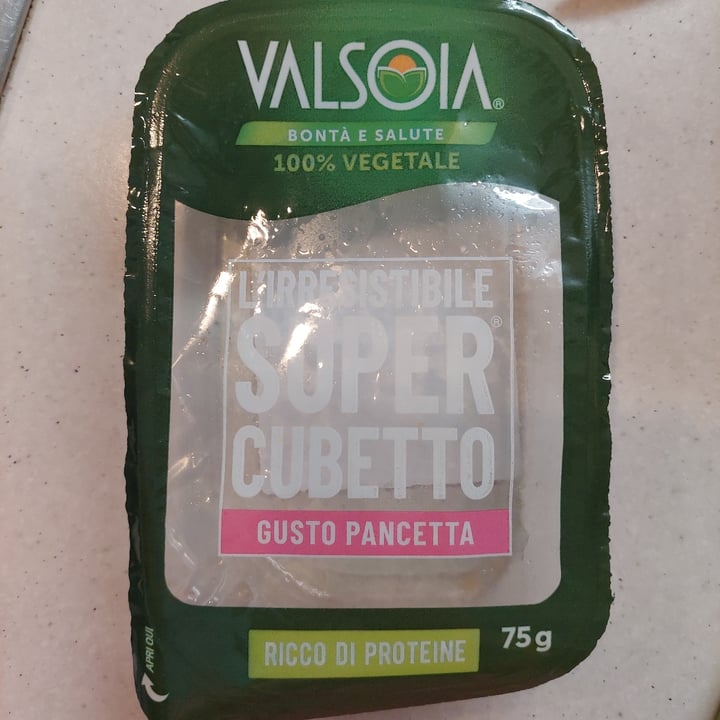 VALSOIA®
BONTÀ E SALUTE
100% VEGETALE
L'IRRESISTIBILE
SUPER®
CUBETTO
GUSTO PANCETTA
RICCO DI PROTEINE
75g
APRI QUI